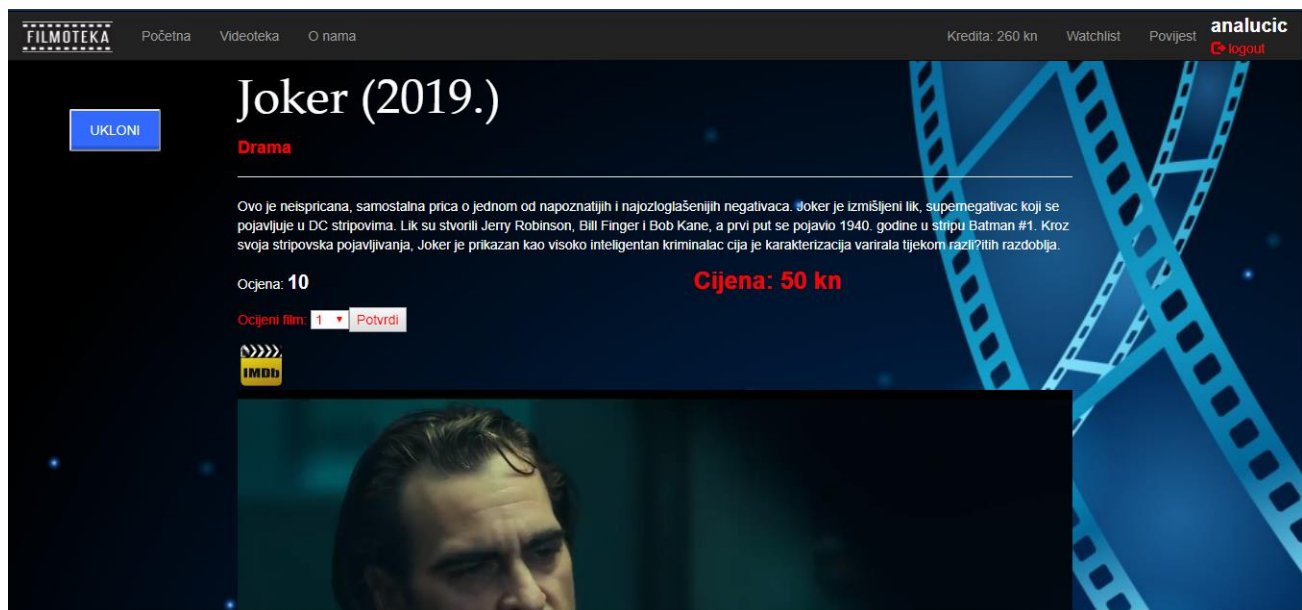 FILMOTEKA Početna Videoteka O nama Kredita: 260 kn Watchlist Povijest analucic
logout
Joker (2019.)
UKLONI
Drama
Ovo je neispricana, samostalna prica o jednom od napoznatijih i najozloglašenijih negativaca. Joker je izmišljeni lik, supernegativac koji se
pojavljuje u DC stripovima. Lik su stvorili Jerry Robinson, Bill Finger i Bob Kane, a prvi put se pojavio 1940. godine u stripu Batman #1. Kroz
svoja stripovska pojavljivanja, Joker je prikazan kao visoko inteligentan kriminalac cija je karakterizacija varirala tijekom razli?itih razdoblja.
Ocjena: 10 Cijena: 50 kn
Ocijeni film: 1 Potvrdi
IMDb